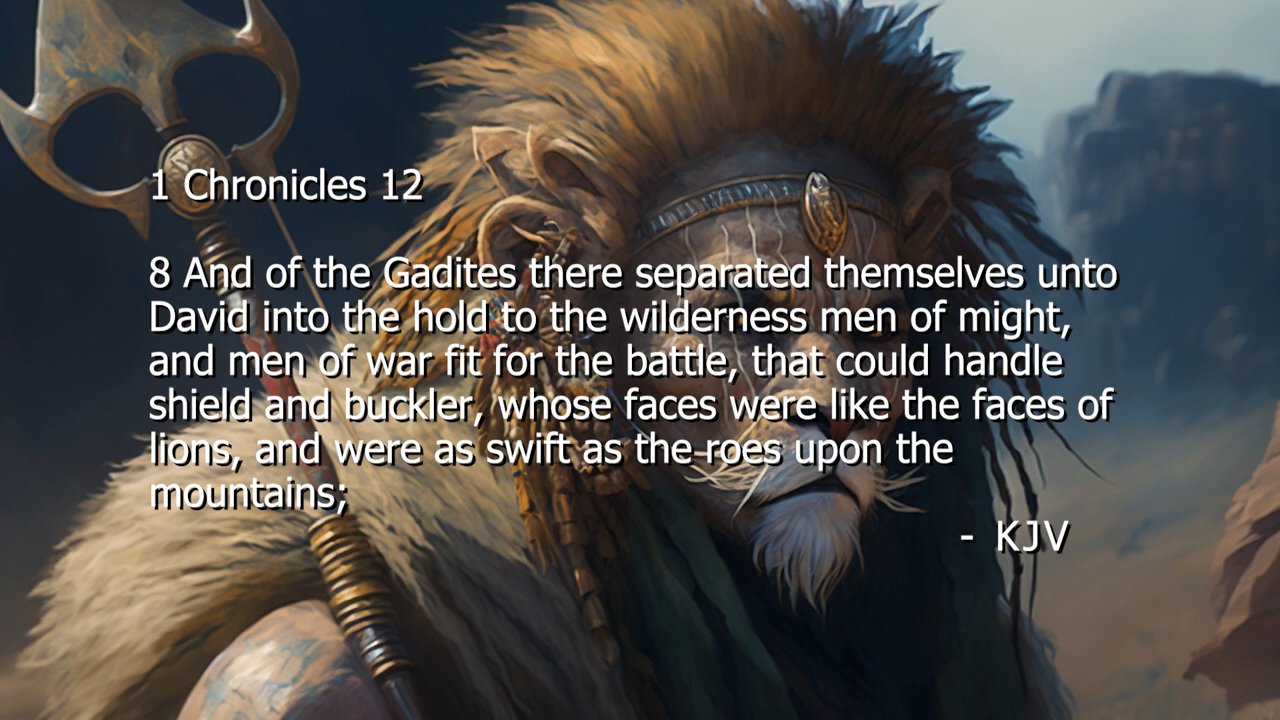 1 Chronicles 12
8 And of the Gadites there separated themselves unto
David into the hold to the wilderness men of might,
and men of war fit for the battle, that could handle
shield and buckler, whose faces were like the faces of
lions, and were as swift as the roes upon the
mountains;
- KJV